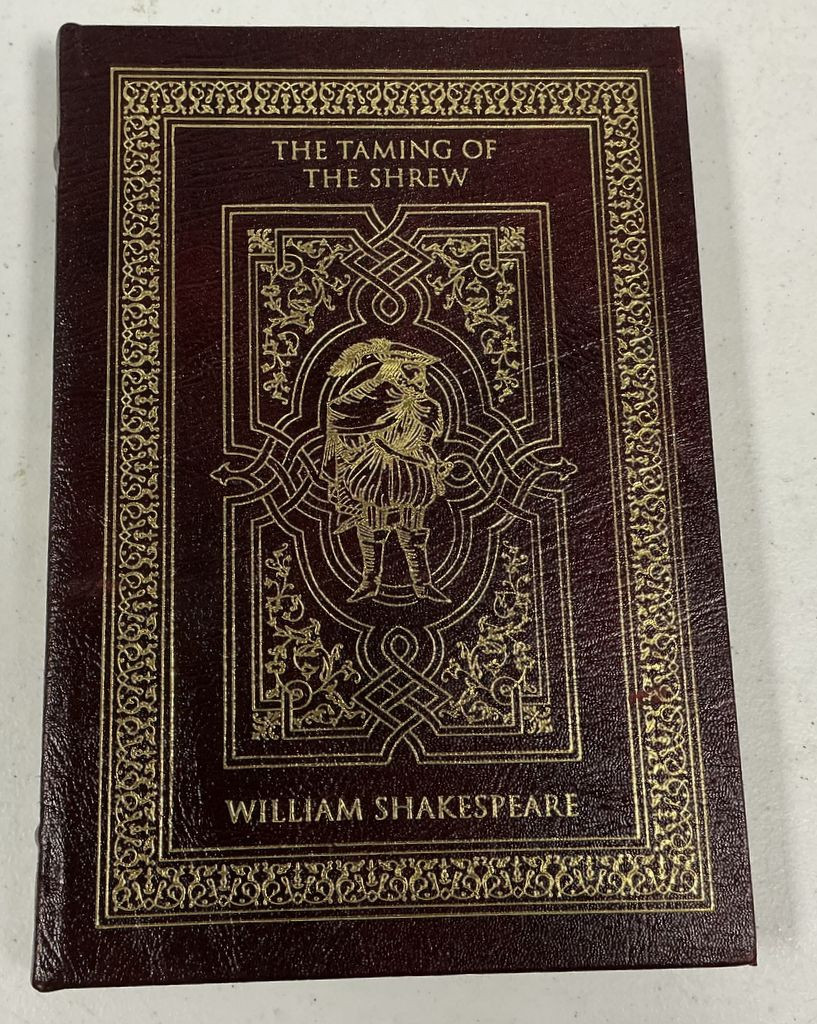 THE TAMING OF
THE SHREW
WILLIAM SHAKESPEARE